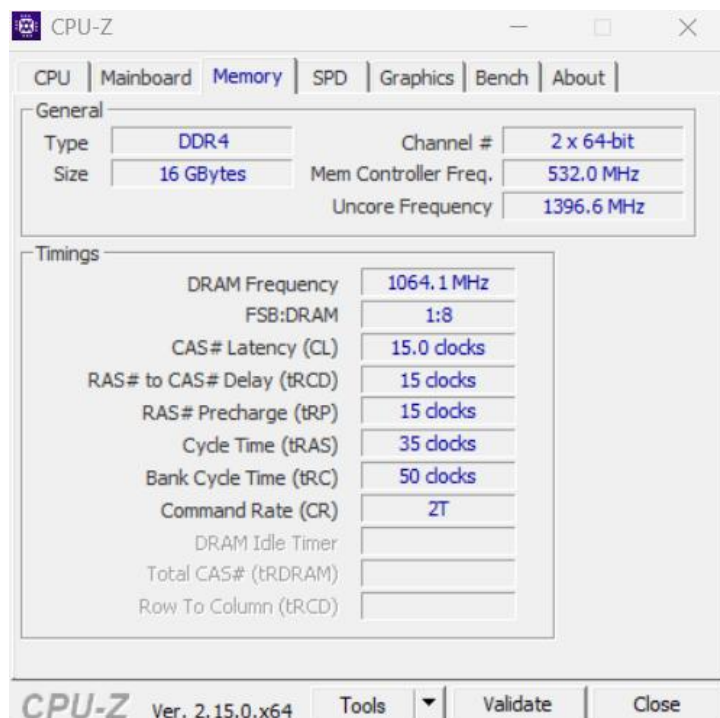 CPU-Z
CPU Mainboard Memory SPD Graphics Bench About
General
Type DDR4 Channel # 2 x 64-bit
Size 16 GBytes Mem Controller Freq. 532.0 MHz
Uncore Frequency 1396.6 MHz
Timings
DRAM Frequency 1064.1 MHz
FSB:DRAM 1:8
CAS# Latency (CL) 15.0 clocks
RAS# to CAS# Delay (tRCD) 15 clocks
RAS# Precharge (tRP) 15 clocks
Cycle Time (tRAS) 35 clocks
Bank Cycle Time (tRC) 50 clocks
Command Rate (CR) 2T
DRAM Idle Timer
Total CAS# (tRDRAM)
Row To Column (tRCD)
CPU-Z Ver. 2.15.0.x64 Tools Validate Close